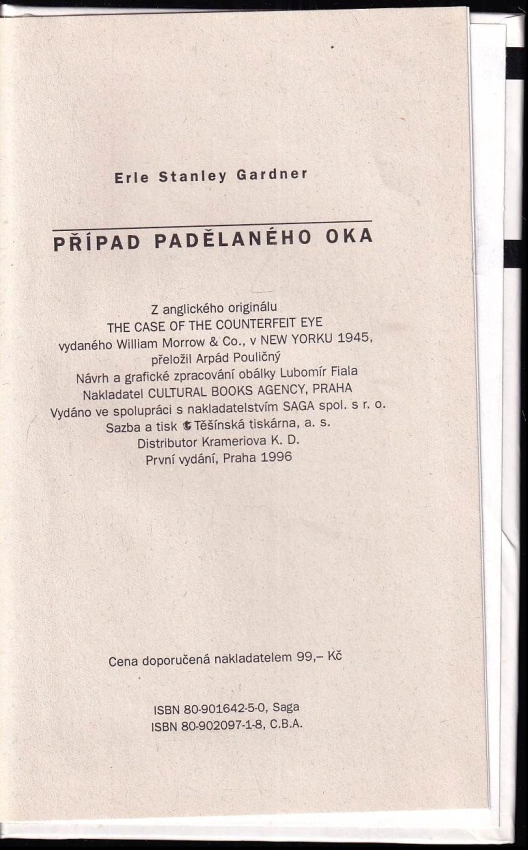 Erle Stanley Gardner
PŘÍPAD PADĚLANÉHO OKA
Z anglického originálu
THE CASE OF THE COUNTERFEIT EYE
vydaného William Morrow & Co., v NEW YORKU 1945,
přeložil Arpád Pouličný
Návrh a grafické zpracování obálky Lubomír Fiala
Nakladatel CULTURAL BOOKS AGENCY, PRAHA
Vydáno ve spolupráci s nakladatelstvím SAGA spol. s r. o.
Sazba a tisk Těšínská tiskárna, a. s.
Distributor Krameriova K. D.
První vydání, Praha 1996
Cena doporučená nakladatelem 99,– Kč
ISBN 80-901642-5-0, Saga
ISBN 80-902097-1-8, C.B.A.